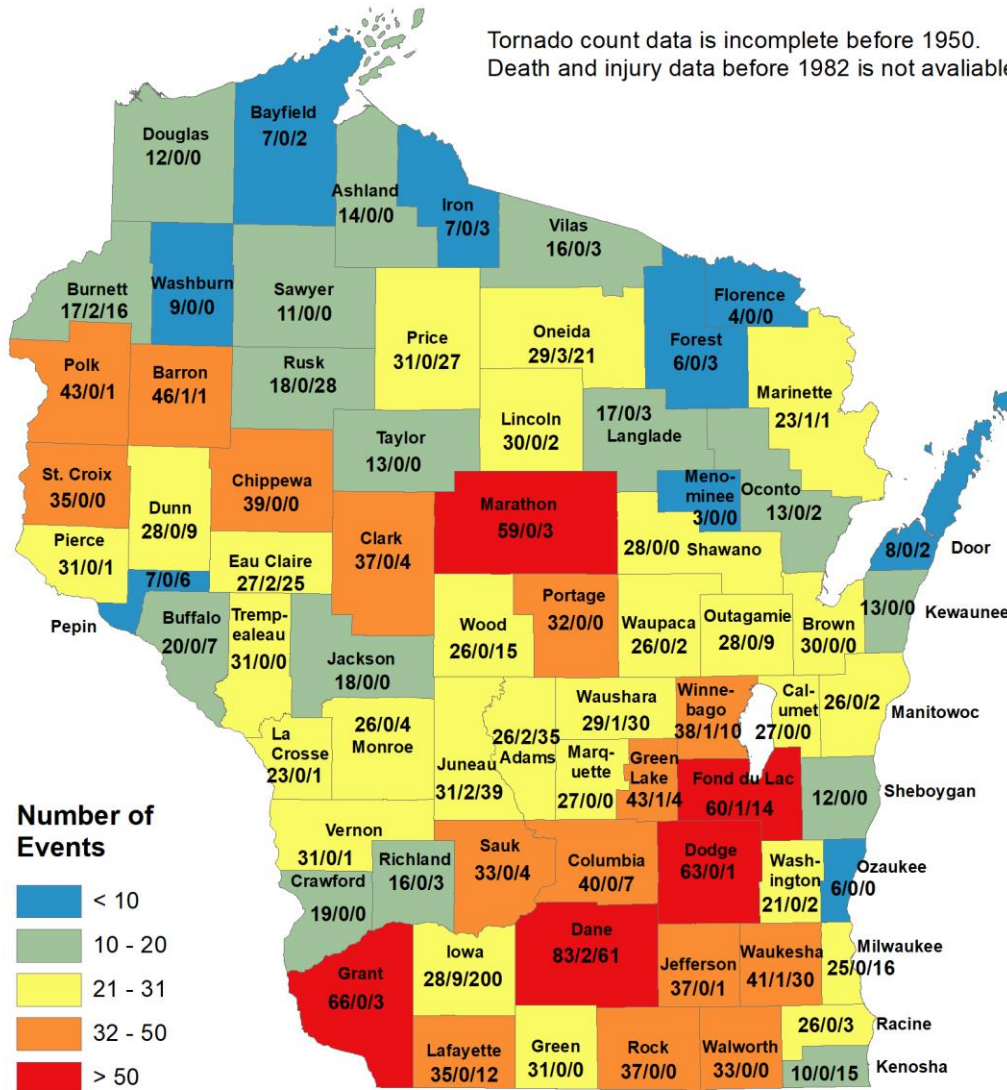 Tornado count data is incomplete before 1950.
Death and injury data before 1982 is not avaliable
Bayfield
7/0/2
Douglas
12/0/0
Ashland
14/0/0
Iron
7/0/3
Vilas
16/0/3
Burnett
17/2/16
Washburn
9/0/0
Sawyer
11/0/0
Florence
4/0/0
Price
31/0/27
Oneida
29/3/21
Forest
6/0/3
Polk
43/0/1
Barron
46/1/1
Rusk
18/0/28
Marinette
23/1/1
Lincoln
30/0/2
17/0/3
Langlade
Taylor
13/0/0
St. Croix
35/0/0
Chippewa
39/0/0
Dunn
28/0/9
Marathon
59/0/3
Meno-
minee
3/0/0
Oconto
13/0/2
Clark
37/0/4
Pierce
31/0/1
Eau Claire
27/2/25
28/0/0
Shawano
8/0/2
Door
7/0/6
Pepin
Buffalo
20/0/7
Tremp-
ealeau
31/0/0
Jackson
18/0/0
Wood
26/0/15
Portage
32/0/0
Waupaca
26/0/2
Outagamie
28/0/9
Brown
30/0/0
13/0/0
Kewaunee
La
Crosse
23/0/1
26/0/4
Monroe
Juneau
31/2/39
26/2/35
Adams
Waushara
29/1/30
Winne-
bago
38/1/10
Cal-
umet
27/0/0
26/0/2
Manitowoc
Marq-
uette
27/0/0
Green
Lake
43/1/4
Fond du Lac
60/1/14
12/0/0
Sheboygan
Vernon
31/0/1
Crawford
19/0/0
Richland
16/0/3
Sauk
33/0/4
Columbia
40/0/7
Dodge
63/0/1
Wash-
ington
21/0/2
Ozaukee
6/0/0
Grant
66/0/3
Iowa
28/9/200
Dane
83/2/61
Jefferson
37/0/1
Waukesha
41/1/30
Milwaukee
25/0/16
Lafayette
35/0/12
Green
31/0/0
Rock
37/0/0
Walworth
33/0/0
26/0/3
Racine
10/0/15
Kenosha
Number of
Events
< 10
10 - 20
21 - 31
32 - 50
> 50